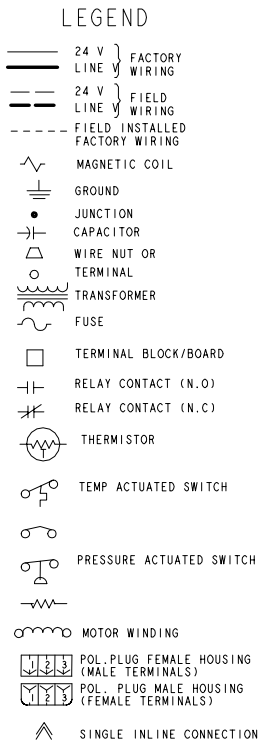 LEGEND
24 V
LINE V
FACTORY
WIRING
24 V
LINE V
FIELD
WIRING
FIELD INSTALLED
FACTORY WIRING
MAGNETIC COIL
GROUND
JUNCTION
CAPACITOR
WIRE NUT OR
TERMINAL
TRANSFORMER
FUSE
TERMINAL BLOCK/BOARD
RELAY CONTACT (N.O)
RELAY CONTACT (N.C)
THERMISTOR
T
TEMP ACTUATED SWITCH
PRESSURE ACTUATED SWITCH
MOTOR WINDING
1 2 3
POL.PLUG FEMALE HOUSING
(MALE TERMINALS)
1 2 3
POL. PLUG MALE HOUSING
(FEMALE TERMINALS)
SINGLE INLINE CONNECTION